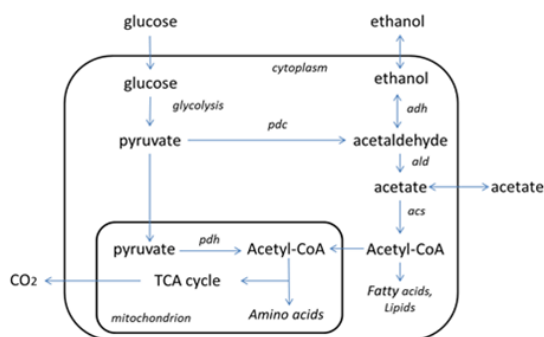 glucose ethanol
cytoplasm
glucose ethanol
glycolysis adh
pdc
pyruvate acetaldehyde
ald
acetate acetate
acs
pdh
pyruvate Acetyl-CoA Acetyl-CoA
CO2 TCA cycle
Fatty acids,
Lipids
mitochondrion Amino acids